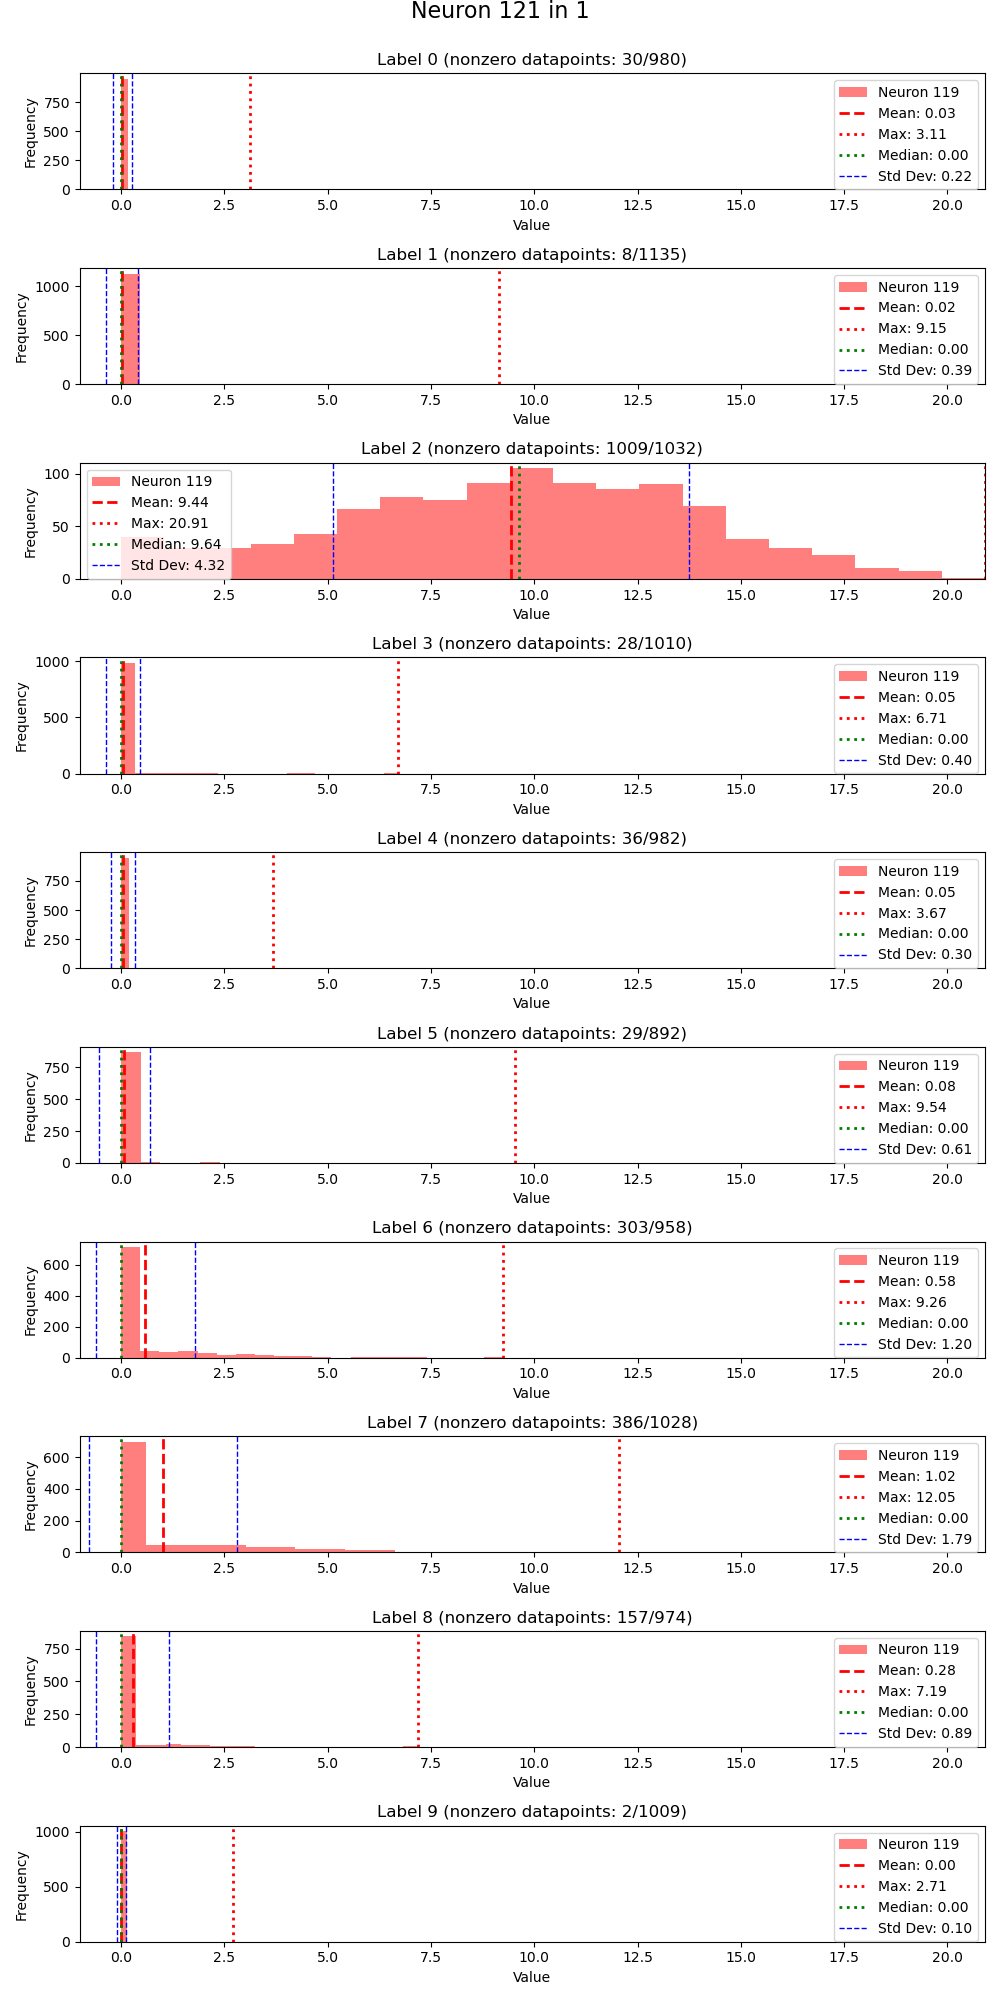 Neuron 121 in 1
Label 0 (nonzero datapoints: 30/980)
Frequency
750
500
250
0
Neuron 119
Mean: 0.03
Max: 3.11
Median: 0.00
Std Dev: 0.22
0.0 2.5 5.0 7.5 10.0 12.5 15.0 17.5 20.0
Value
Label 1 (nonzero datapoints: 8/1135)
Frequency
1000
500
0
Neuron 119
Mean: 0.02
Max: 9.15
Median: 0.00
Std Dev: 0.39
0.0 2.5 5.0 7.5 10.0 12.5 15.0 17.5 20.0
Value
Label 2 (nonzero datapoints: 1009/1032)
Frequency
100
50
0
Neuron 119
Mean: 9.44
Max: 20.91
Median: 9.64
Std Dev: 4.32
0.0 2.5 5.0 7.5 10.0 12.5 15.0 17.5 20.0
Value
Label 3 (nonzero datapoints: 28/1010)
Frequency
1000
500
0
Neuron 119
Mean: 0.05
Max: 6.71
Median: 0.00
Std Dev: 0.40
0.0 2.5 5.0 7.5 10.0 12.5 15.0 17.5 20.0
Value
Label 4 (nonzero datapoints: 36/982)
Frequency
750
500
250
0
Neuron 119
Mean: 0.05
Max: 3.67
Median: 0.00
Std Dev: 0.30
0.0 2.5 5.0 7.5 10.0 12.5 15.0 17.5 20.0
Value
Label 5 (nonzero datapoints: 29/892)
Frequency
750
500
250
0
Neuron 119
Mean: 0.08
Max: 9.54
Median: 0.00
Std Dev: 0.61
0.0 2.5 5.0 7.5 10.0 12.5 15.0 17.5 20.0
Value
Label 6 (nonzero datapoints: 303/958)
Frequency
600
400
200
0
Neuron 119
Mean: 0.58
Max: 9.26
Median: 0.00
Std Dev: 1.20
0.0 2.5 5.0 7.5 10.0 12.5 15.0 17.5 20.0
Value
Label 7 (nonzero datapoints: 386/1028)
Frequency
600
400
200
0
Neuron 119
Mean: 1.02
Max: 12.05
Median: 0.00
Std Dev: 1.79
0.0 2.5 5.0 7.5 10.0 12.5 15.0 17.5 20.0
Value
Label 8 (nonzero datapoints: 157/974)
Frequency
750
500
250
0
Neuron 119
Mean: 0.28
Max: 7.19
Median: 0.00
Std Dev: 0.89
0.0 2.5 5.0 7.5 10.0 12.5 15.0 17.5 20.0
Value
Label 9 (nonzero datapoints: 2/1009)
Frequency
1000
500
0
Neuron 119
Mean: 0.00
Max: 2.71
Median: 0.00
Std Dev: 0.10
0.0 2.5 5.0 7.5 10.0 12.5 15.0 17.5 20.0
Value